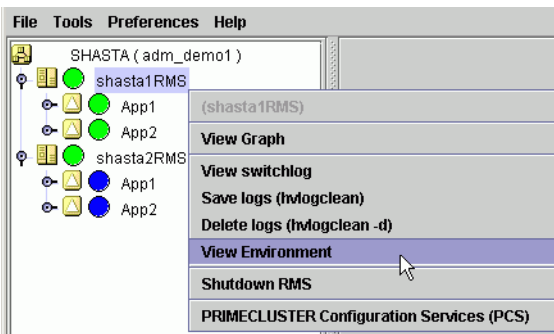 File Tools Preferences Help
SHASTA ( adm_demo1 )
shasta1RMS
App1
App2
shasta2RMS
App1
App2
(shasta1RMS)
View Graph
View switchlog
Save logs (hvlogclean)
Delete logs (hvlogclean -d)
View Environment
Shutdown RMS
PRIMECLUSTER Configuration Services (PCS)